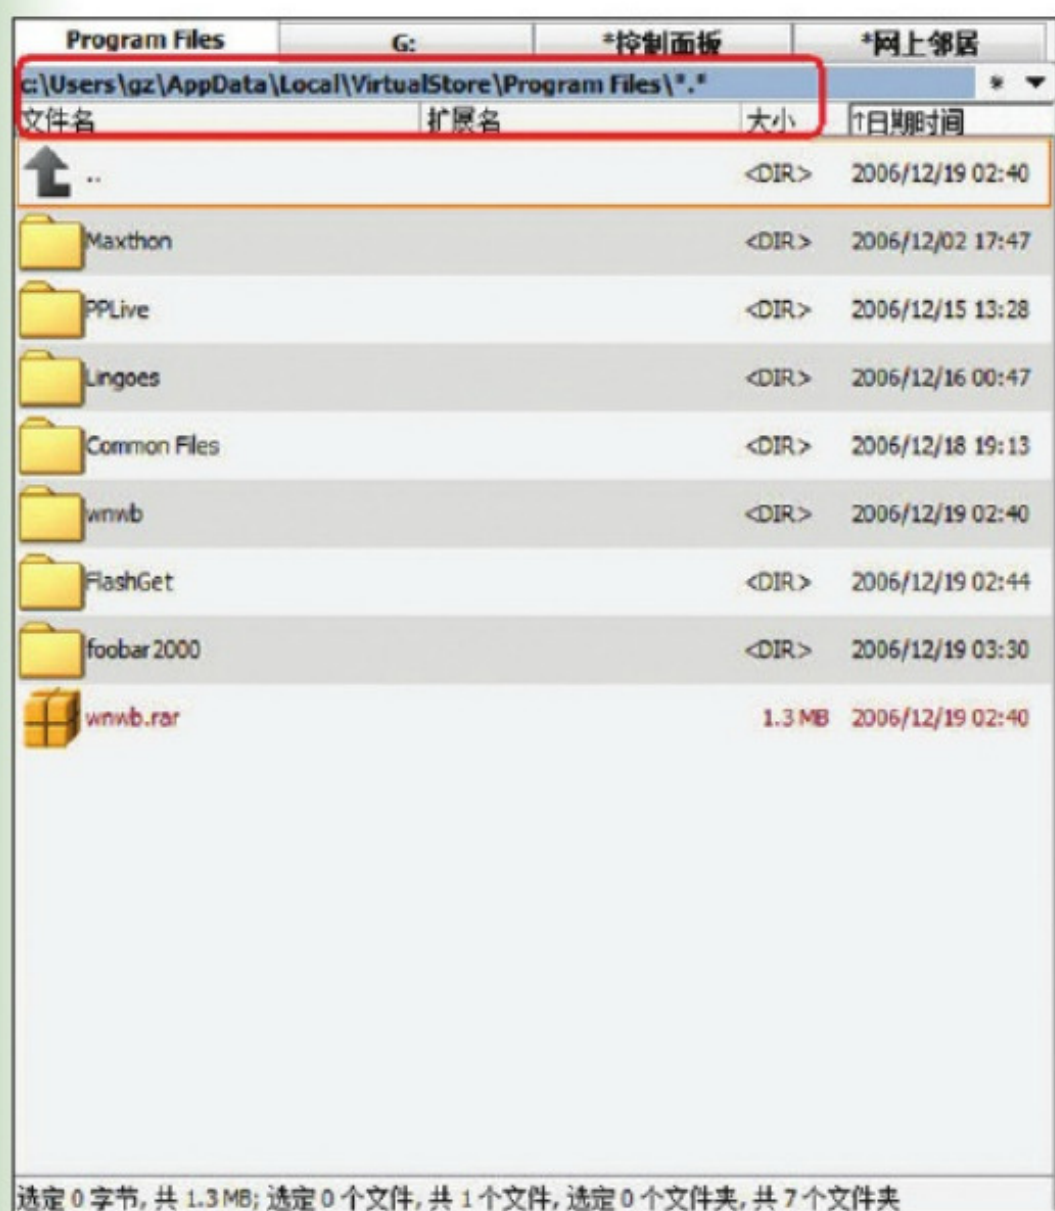 Program Files G: *控制面板 *网上邻居
c:\Users\gz\AppData\Local\VirtualStore\Program Files\*.* * ▼
文件名 扩展名 大小 ↑日期时间
.. <DIR> 2006/12/19 02:40
Maxthon <DIR> 2006/12/02 17:47
PPLive <DIR> 2006/12/15 13:28
Lingoes <DIR> 2006/12/16 00:47
Common Files <DIR> 2006/12/18 19:13
wnwb <DIR> 2006/12/19 02:40
FlashGet <DIR> 2006/12/19 02:44
foobar2000 <DIR> 2006/12/19 03:30
wnwb.rar 1.3 MB 2006/12/19 02:40
选定 0 字节, 共 1.3 MB; 选定 0 个文件, 共 1 个文件, 选定 0 个文件夹, 共 7 个文件夹